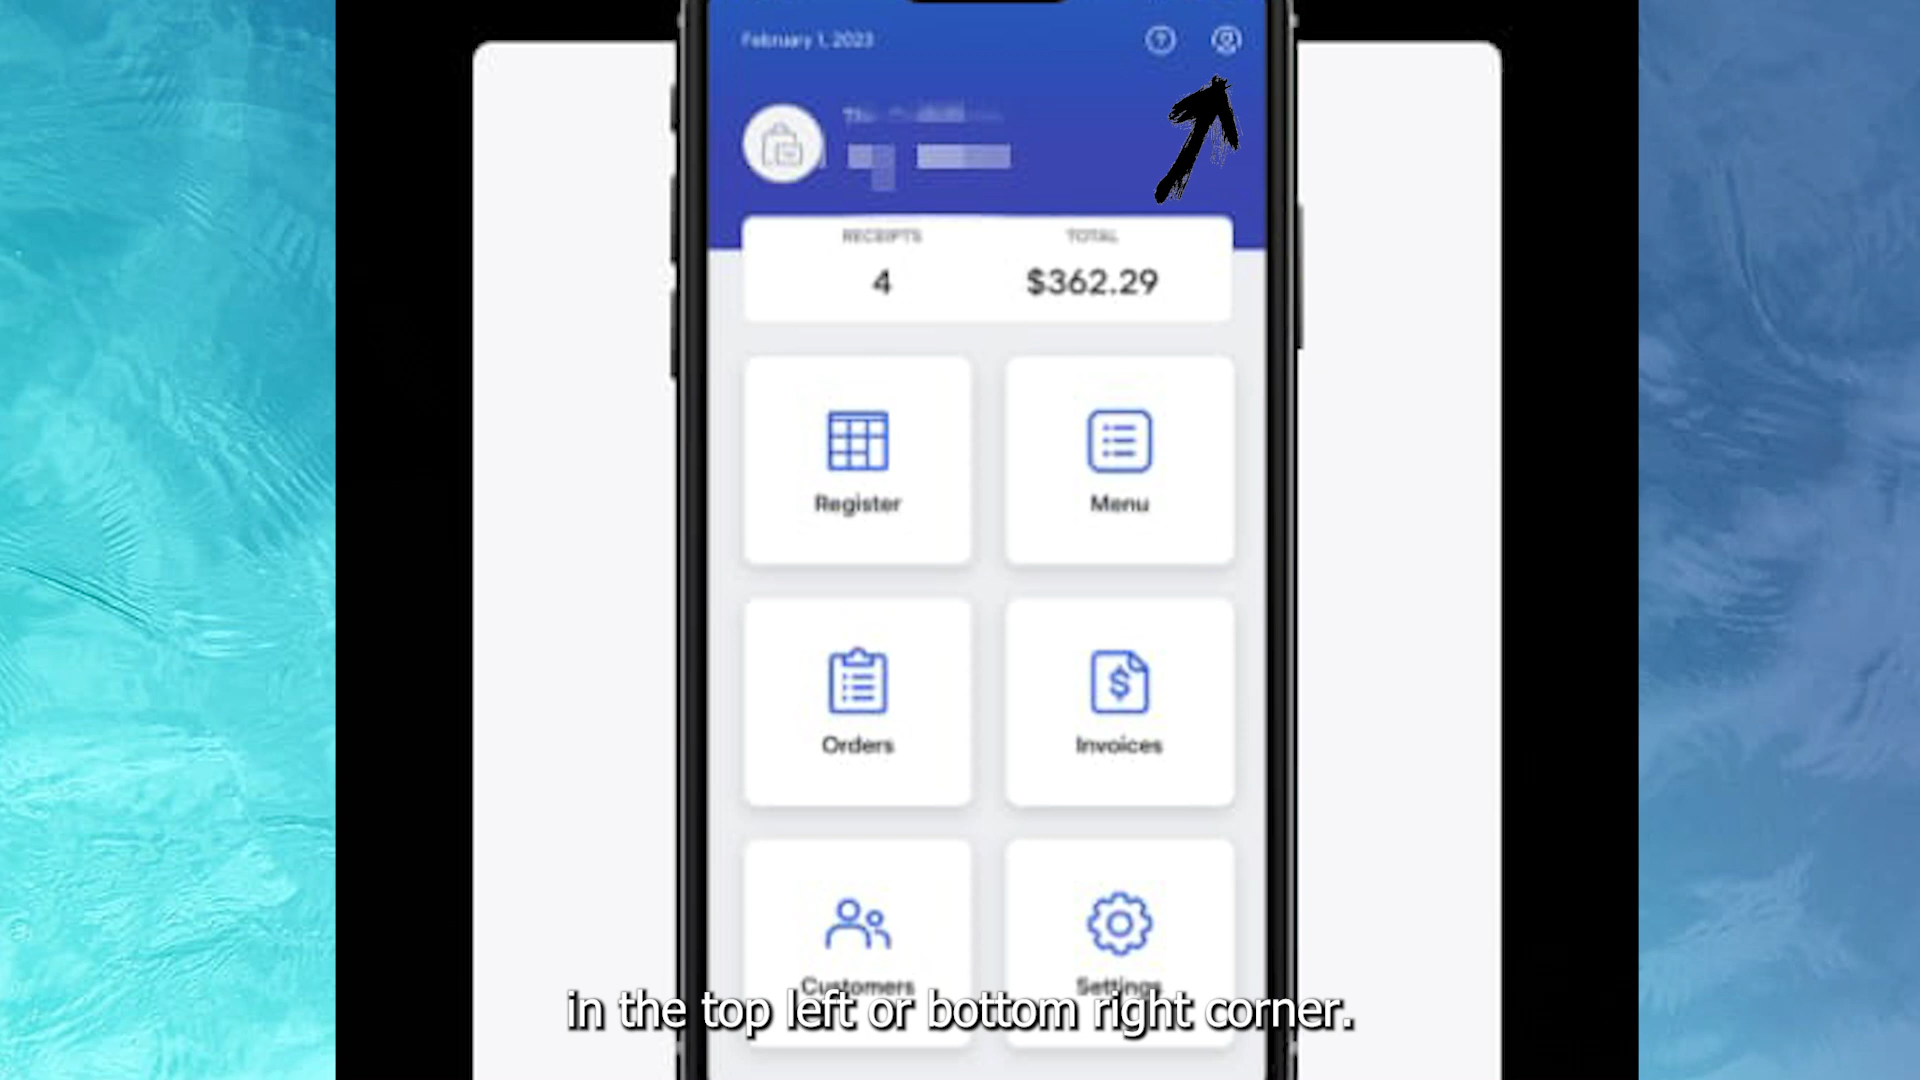 February 1, 2023
RECEIPTS TOTAL
4 $362.29
Register Menu
Orders Invoices
Customers Settings
in the top left or bottom right corner.